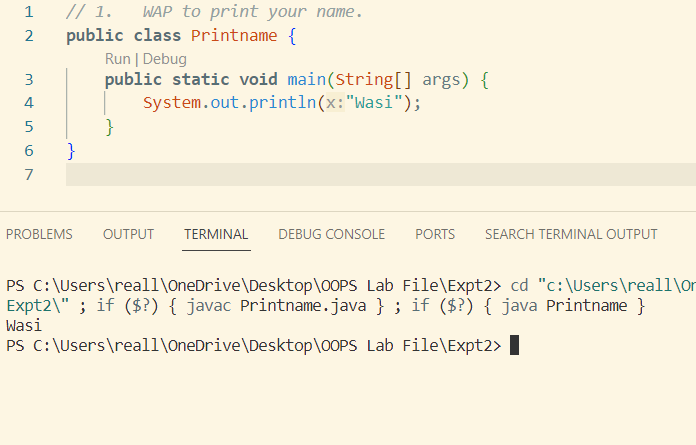 1 // 1.   WAP to print your name.
2 public class Printname {
Run | Debug
3     public static void main(String[] args) {
4         System.out.println(x:"Wasi");
5     }
6 }
7
PROBLEMS OUTPUT TERMINAL DEBUG CONSOLE PORTS SEARCH TERMINAL OUTPUT
PS C:\Users\reall\OneDrive\Desktop\OOPS Lab File\Expt2> cd "c:\Users\reall\On
Expt2\" ; if ($?) { javac Printname.java } ; if ($?) { java Printname }
Wasi
PS C:\Users\reall\OneDrive\Desktop\OOPS Lab File\Expt2>